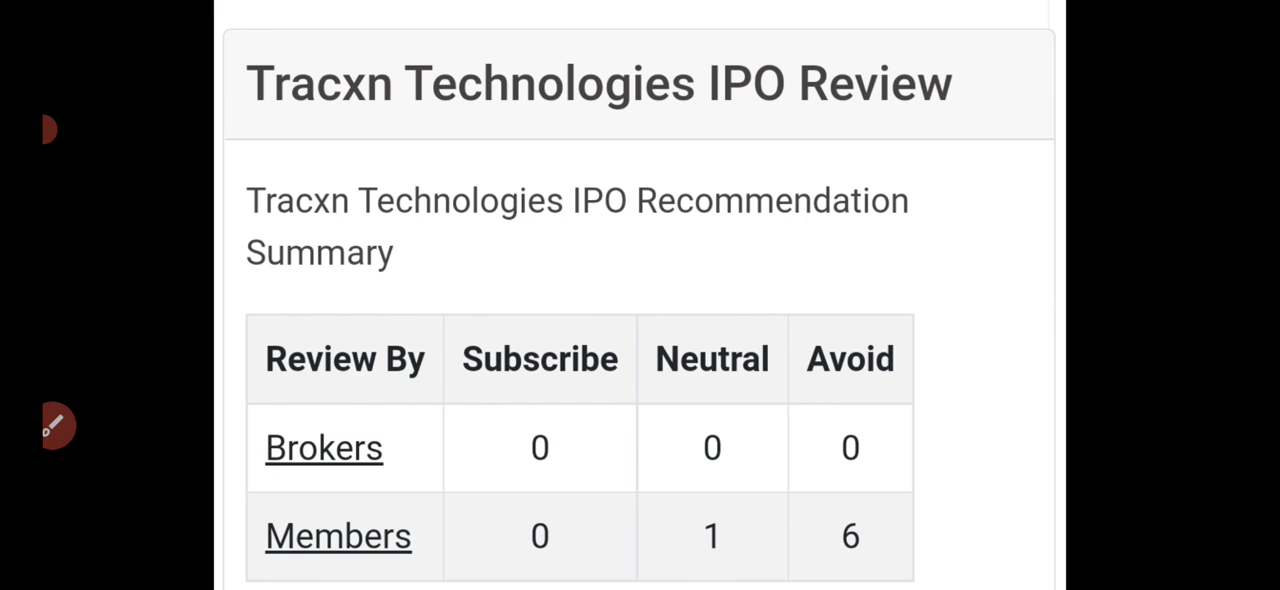 Tracxn Technologies IPO Review
Tracxn Technologies IPO Recommendation
Summary
Review By Subscribe Neutral Avoid
Brokers 0 0 0
Members 0 1 6